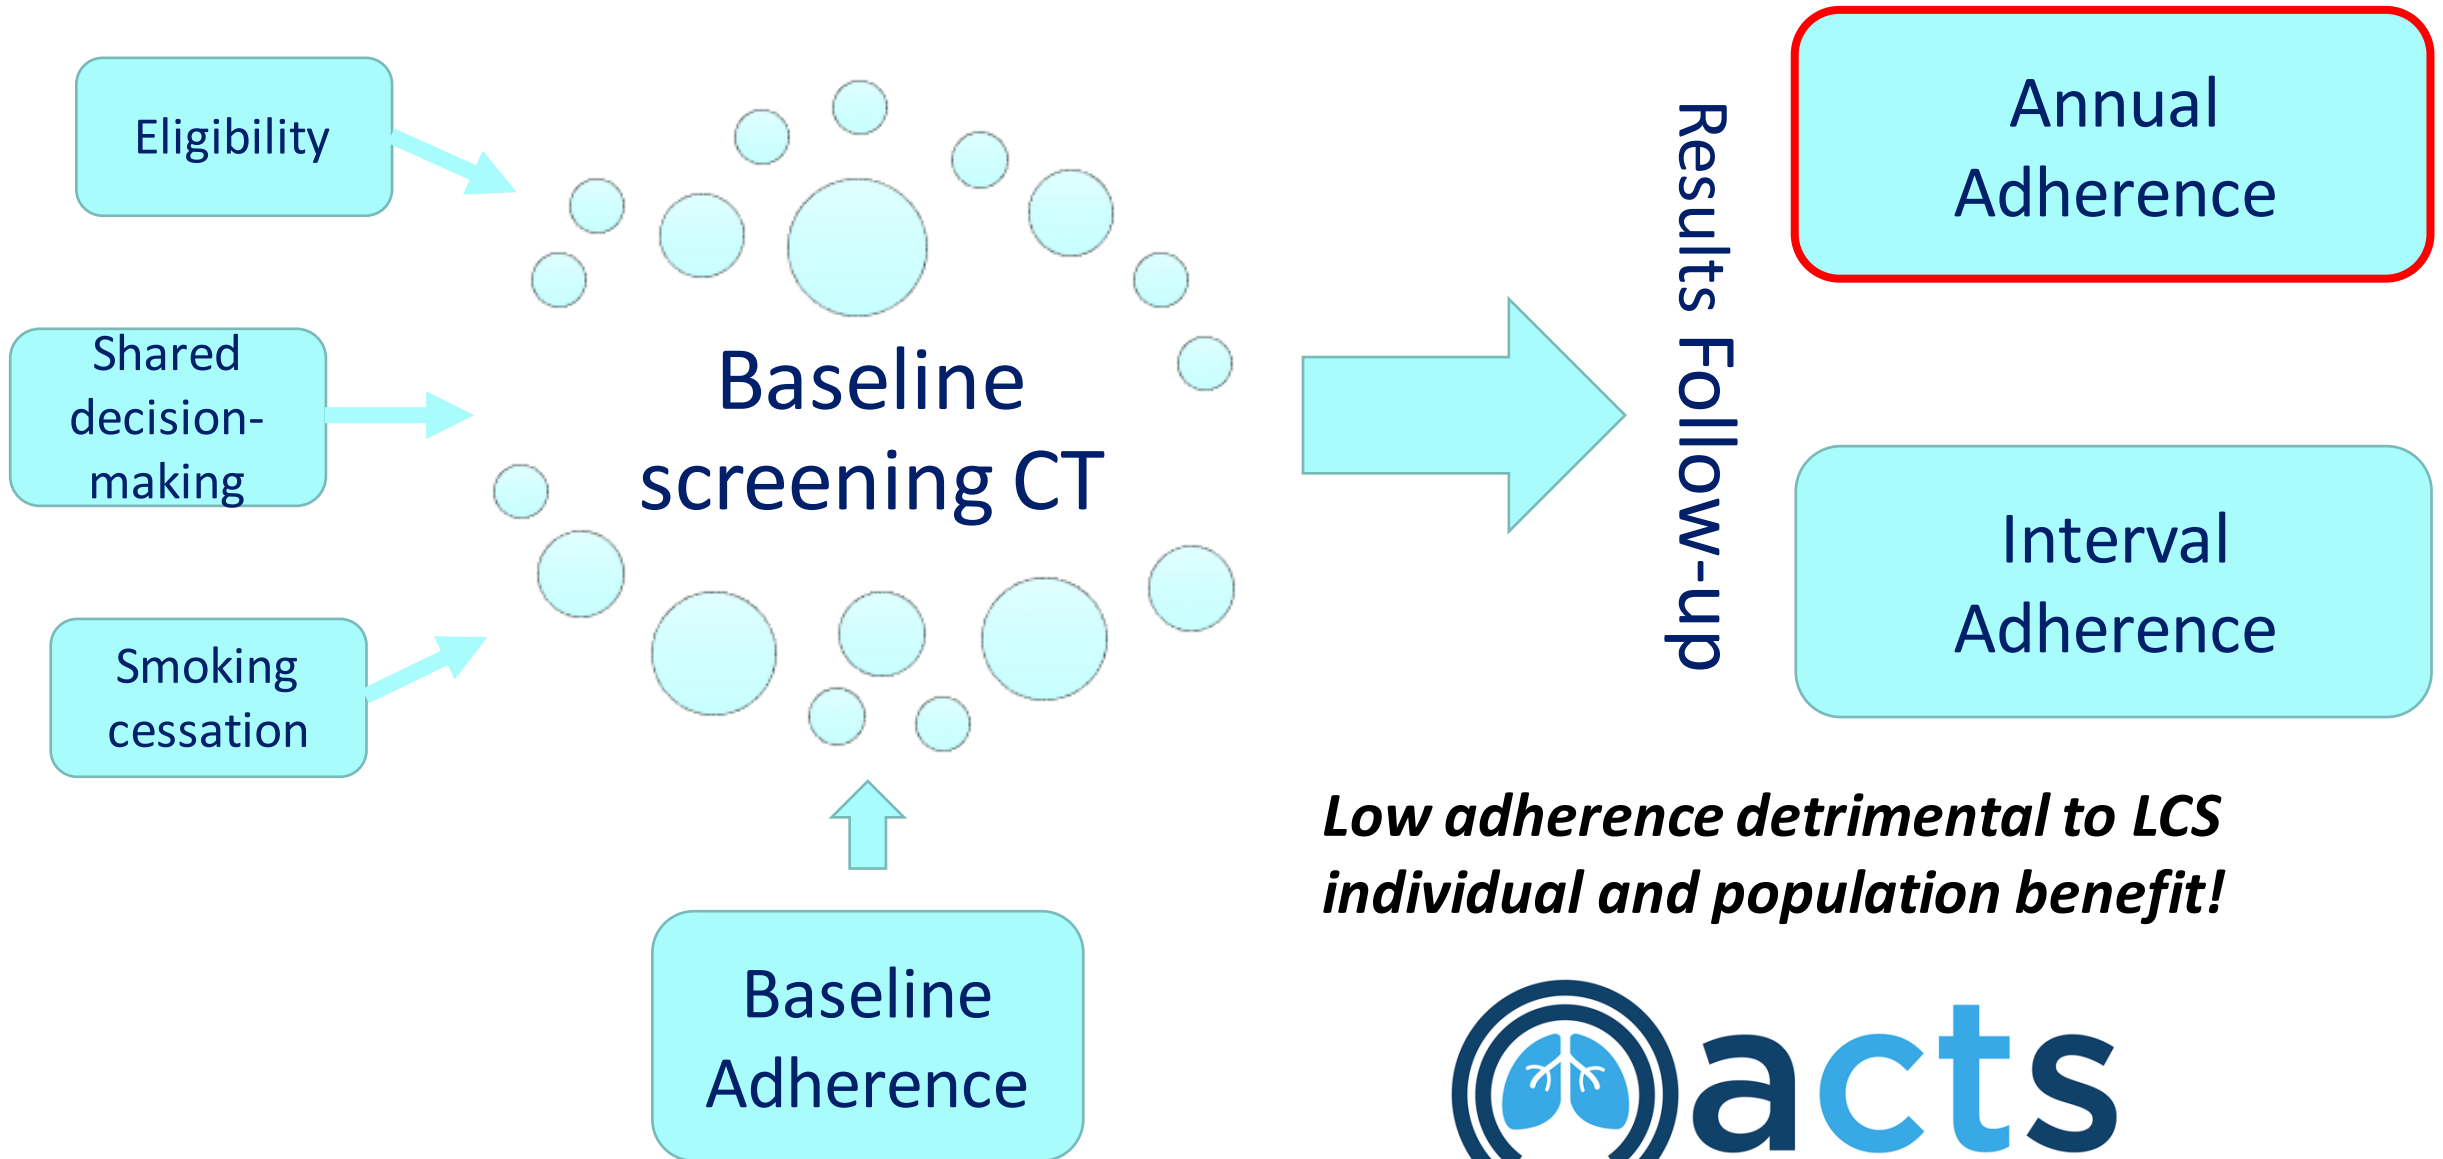 Eligibility
Shared
decision-
making
Smoking
cessation
Baseline
screening CT
Baseline
Adherence
Results Follow-up
Annual
Adherence
Interval
Adherence
Low adherence detrimental to LCS
individual and population benefit!
acts